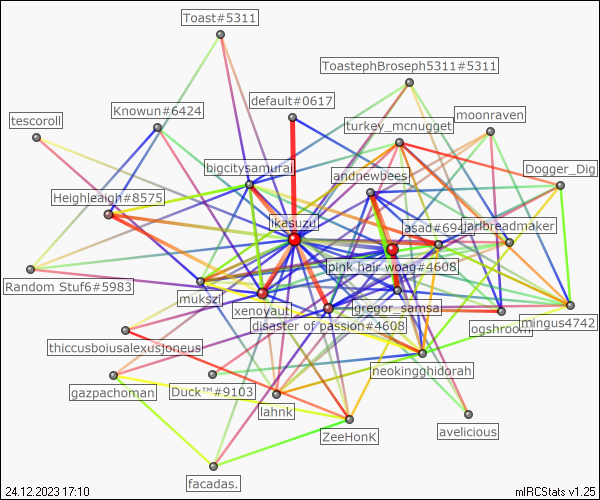 Toast#5311
ToastephBroseph5311#5311
default#0617
Knowun#6424
moonraven
tescoroll
turkey_mcnugget
bigcitysamurai
andnewbees
Dogger_Dig
Heighleaigh#8575
ikasuzu
asad#694
jarlbreadmaker
pink hair woag#4608
Random Stuf6#5983
mukszi
xenovaut
gregor_samsa
ogshroom
mingus4742
disaster of passion#4608
thiccusboiusalexusjoneus
neokingghidorah
gazpachoman
Duck™#9103
lahnk
ZeeHonK
avelicious
facadas.
24.12.2023 17:10
mIRCStats v1.25